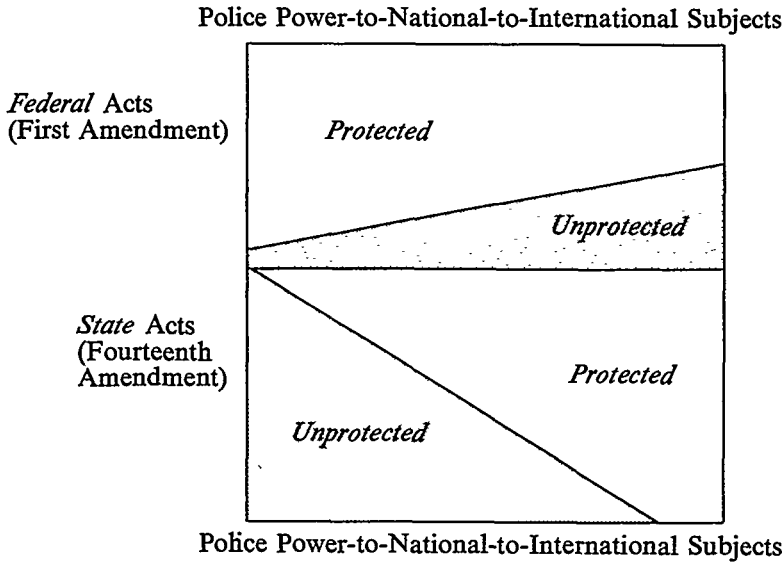 Police Power-to-National-to-International Subjects
Federal Acts
(First Amendment)
Protected
Unprotected
State Acts
(Fourteenth
Amendment)
Protected
Unprotected
Police Power-to-National-to-International Subjects